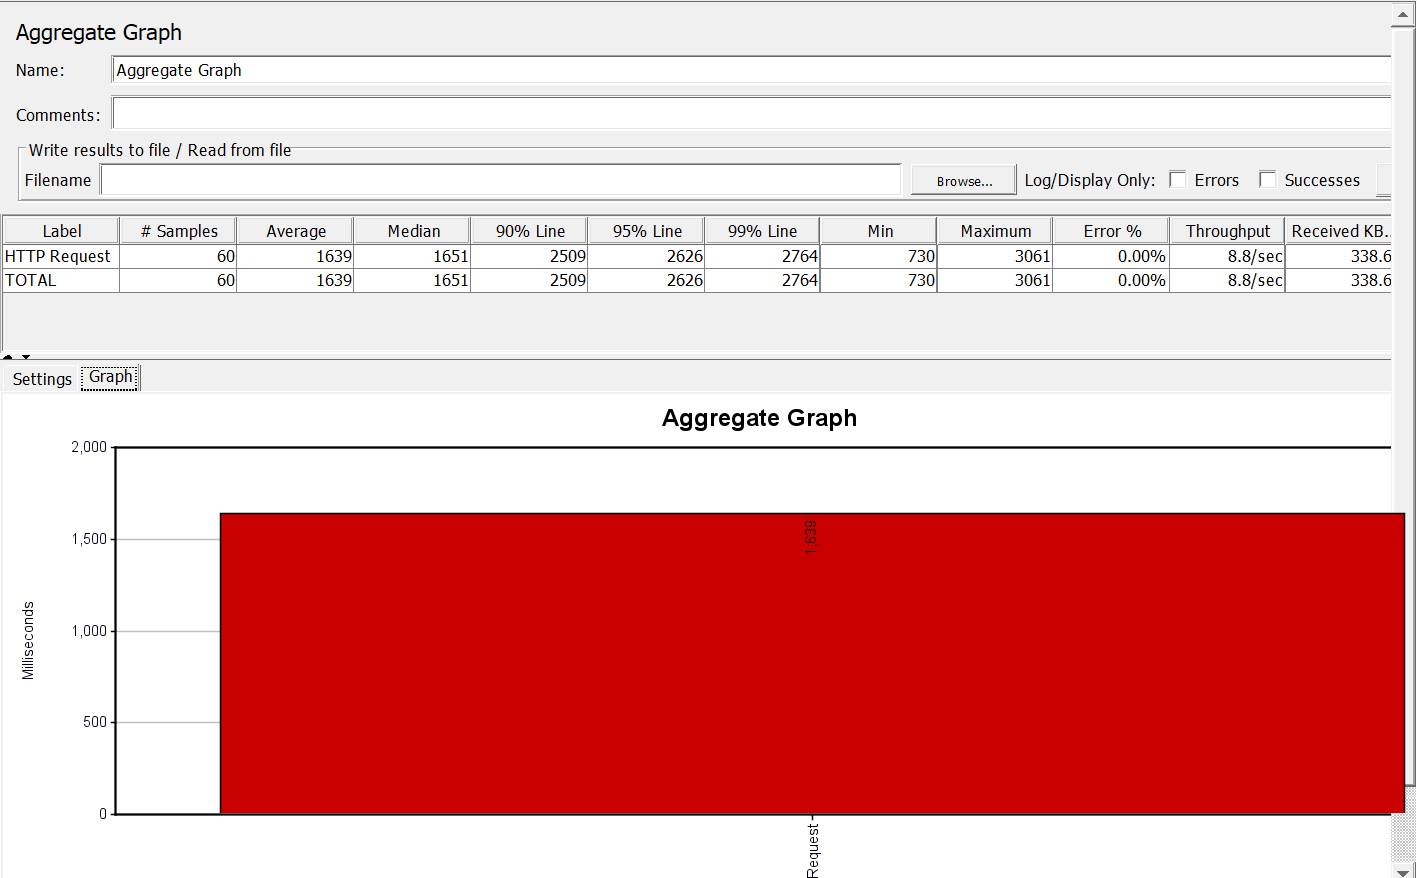 Aggregate Graph
Name: Aggregate Graph
Comments:
Write results to file / Read from file
Filename Browse... Log/Display Only: Errors Successes
Label # Samples Average Median 90% Line 95% Line 99% Line Min Maximum Error % Throughput Received KB..
HTTP Request 60 1639 1651 2509 2626 2764 730 3061 0.00% 8.8/sec 338.6
TOTAL 60 1639 1651 2509 2626 2764 730 3061 0.00% 8.8/sec 338.6
Settings Graph
Aggregate Graph
2,000
1,639
1,500
1,000
Milliseconds
500
0
Request